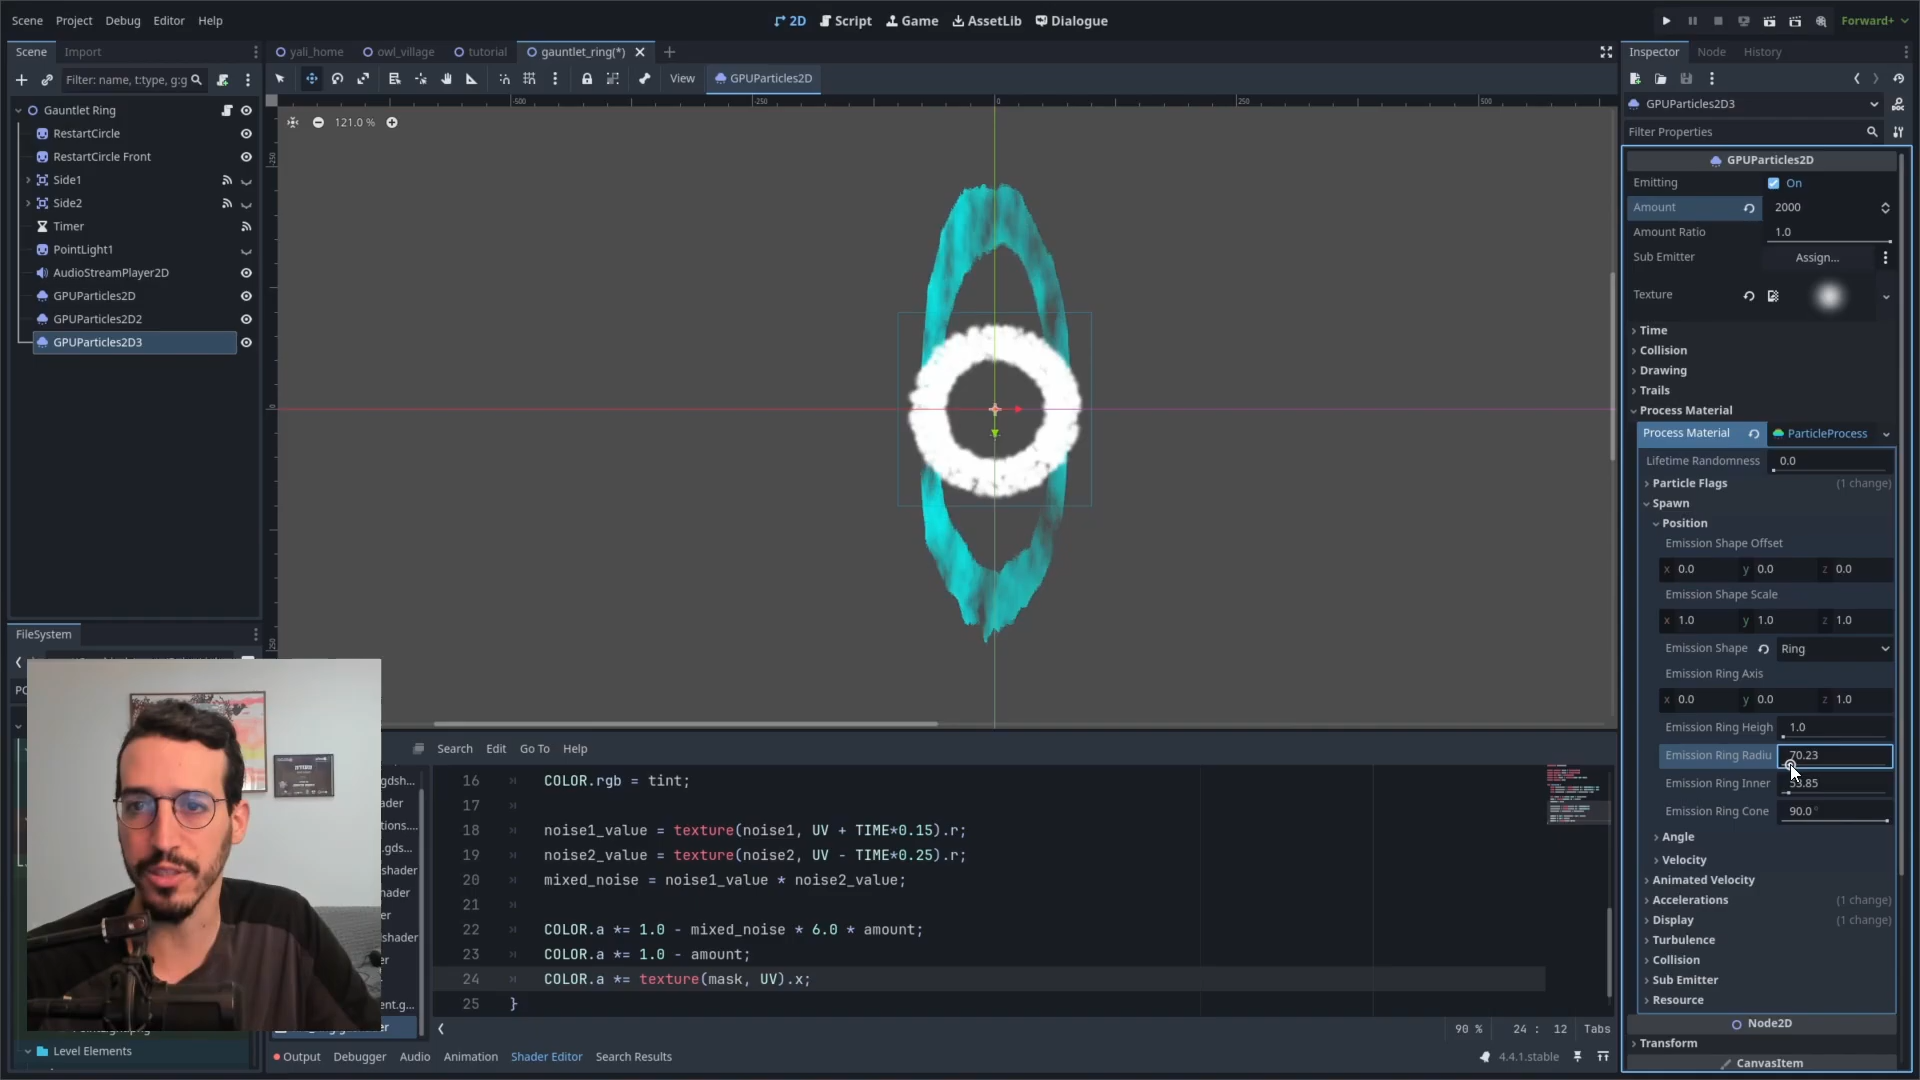 Scene Project Debug Editor Help
2D Script Game AssetLib Dialogue
Forward+
Scene Import
yali_home owl_village tutorial gauntlet_ring(*)
Inspector Node History
Filter: name, t:type, g:g
View GPUParticles2D
Gauntlet Ring
RestartCircle
RestartCircle Front
Side1
Side2
Timer
PointLight1
AudioStreamPlayer2D
GPUParticles2D
GPUParticles2D2
GPUParticles2D3
-500 -250 0 250 500
121.0 %
-250
0
250
GPUParticles2D3
Filter Properties
GPUParticles2D
Emitting On
Amount 2000
Amount Ratio 1.0
Sub Emitter Assign...
Texture
Time
Collision
Drawing
Trails
Process Material
Process Material ParticleProcess
Lifetime Randomness 0.0
Particle Flags (1 change)
Spawn
Position
Emission Shape Offset
x 0.0 y 0.0 z 0.0
Emission Shape Scale
x 1.0 y 1.0 z 1.0
Emission Shape Ring
Emission Ring Axis
x 0.0 y 0.0 z 1.0
Emission Ring Heigh 1.0
Emission Ring Radiu 70.23
Emission Ring Inner 53.85
Emission Ring Cone 90.0°
Angle
Velocity
Animated Velocity
Accelerations (1 change)
Display (1 change)
Turbulence
Collision
Sub Emitter
Resource
Node2D
Transform
CanvasItem
FileSystem
Level Elements
Search Edit Go To Help
16 COLOR.rgb = tint;
17
18 noise1_value = texture(noise1, UV + TIME*0.15).r;
19 noise2_value = texture(noise2, UV - TIME*0.25).r;
20 mixed_noise = noise1_value * noise2_value;
21
22 COLOR.a *= 1.0 - mixed_noise * 6.0 * amount;
23 COLOR.a *= 1.0 - amount;
24 COLOR.a *= texture(mask, UV).x;
25 }
90 % 24 : 12 Tabs
Output Debugger Audio Animation Shader Editor Search Results
4.4.1.stable